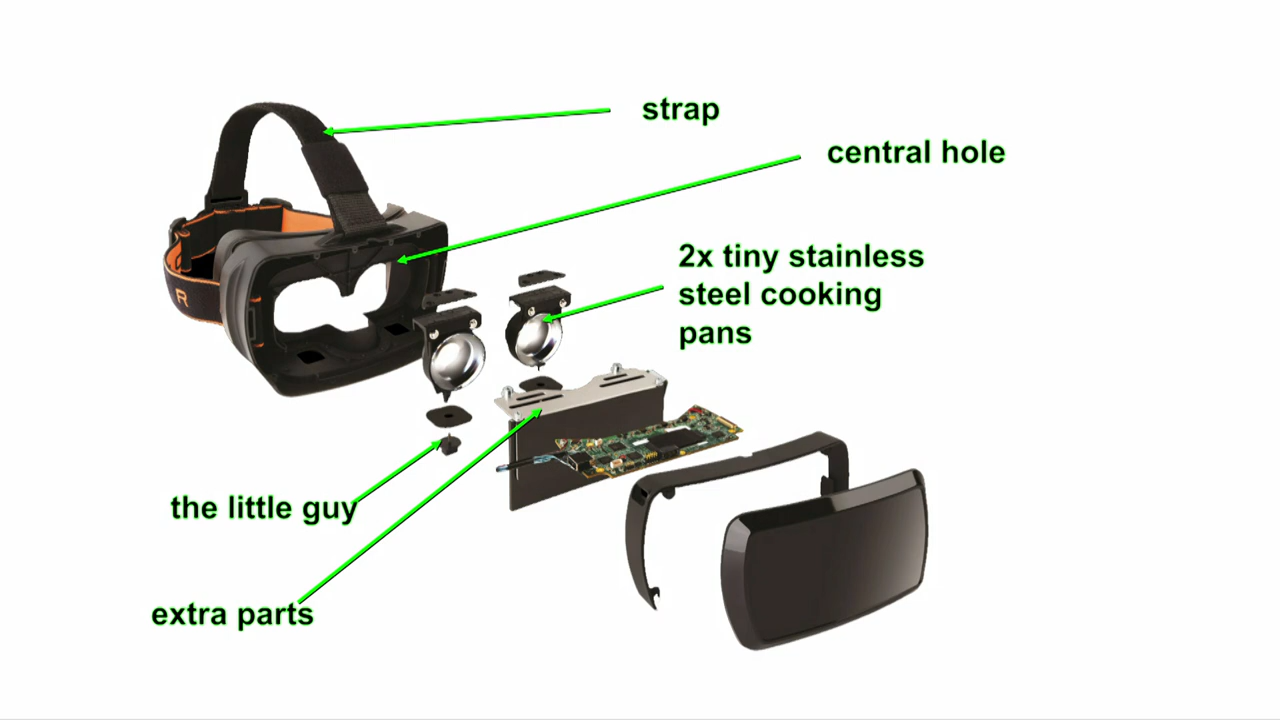 strap
central hole
2x tiny stainless
steel cooking
pans
R
the little guy
extra parts